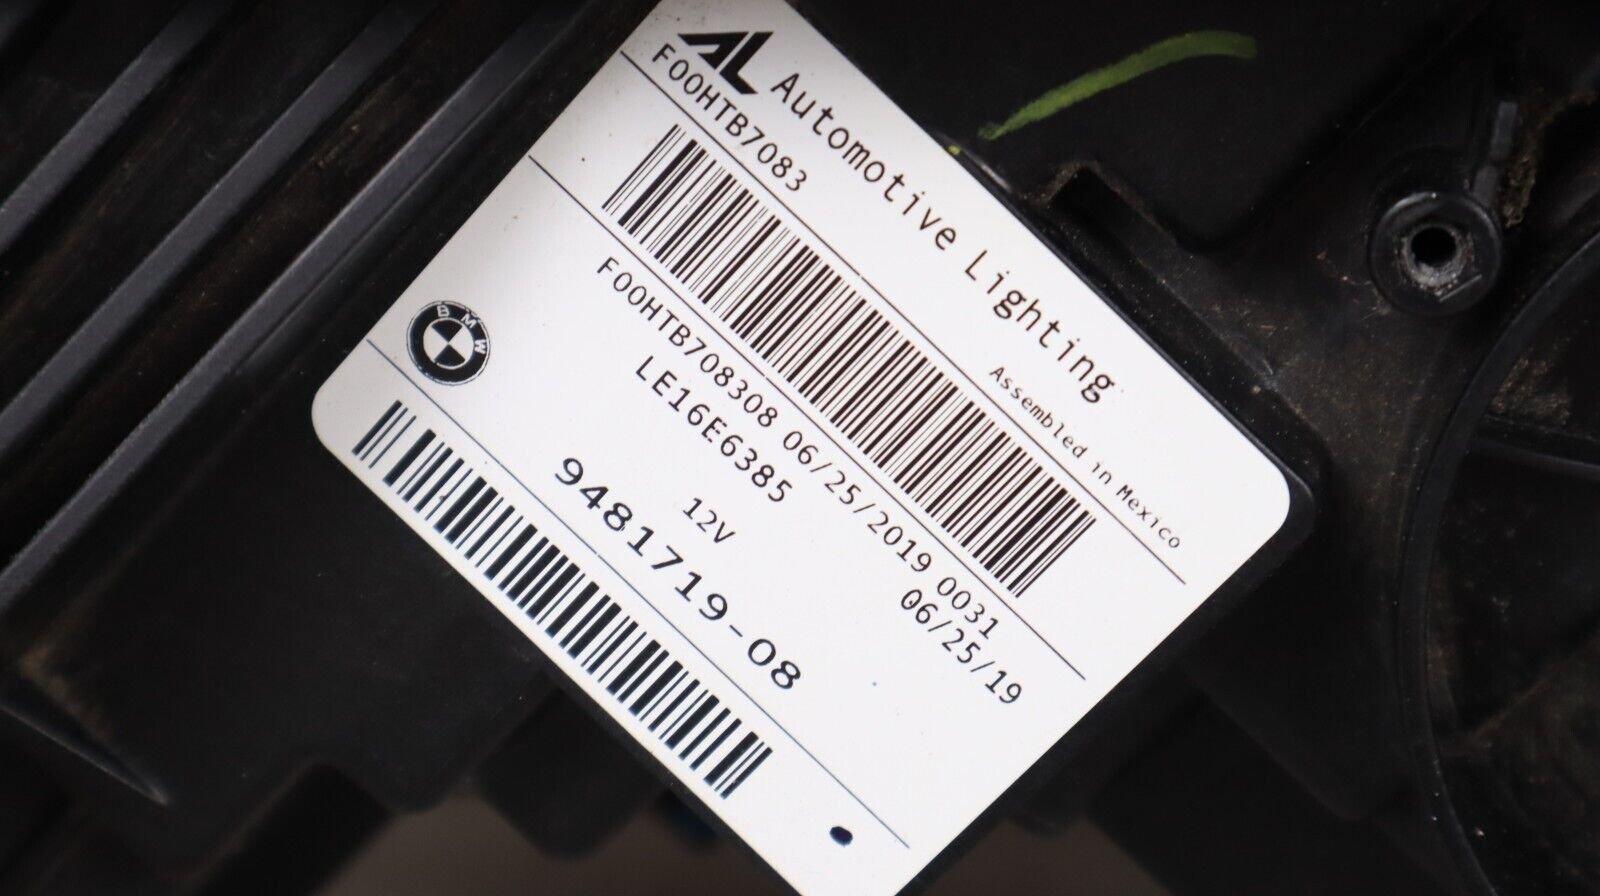 AL Automotive Lighting
F00HTB7083
Assembled in Mexico
F00HTB708308 06/25/2019 0031
LE16E6385
06/25/19
12V
BMW
9481719-08